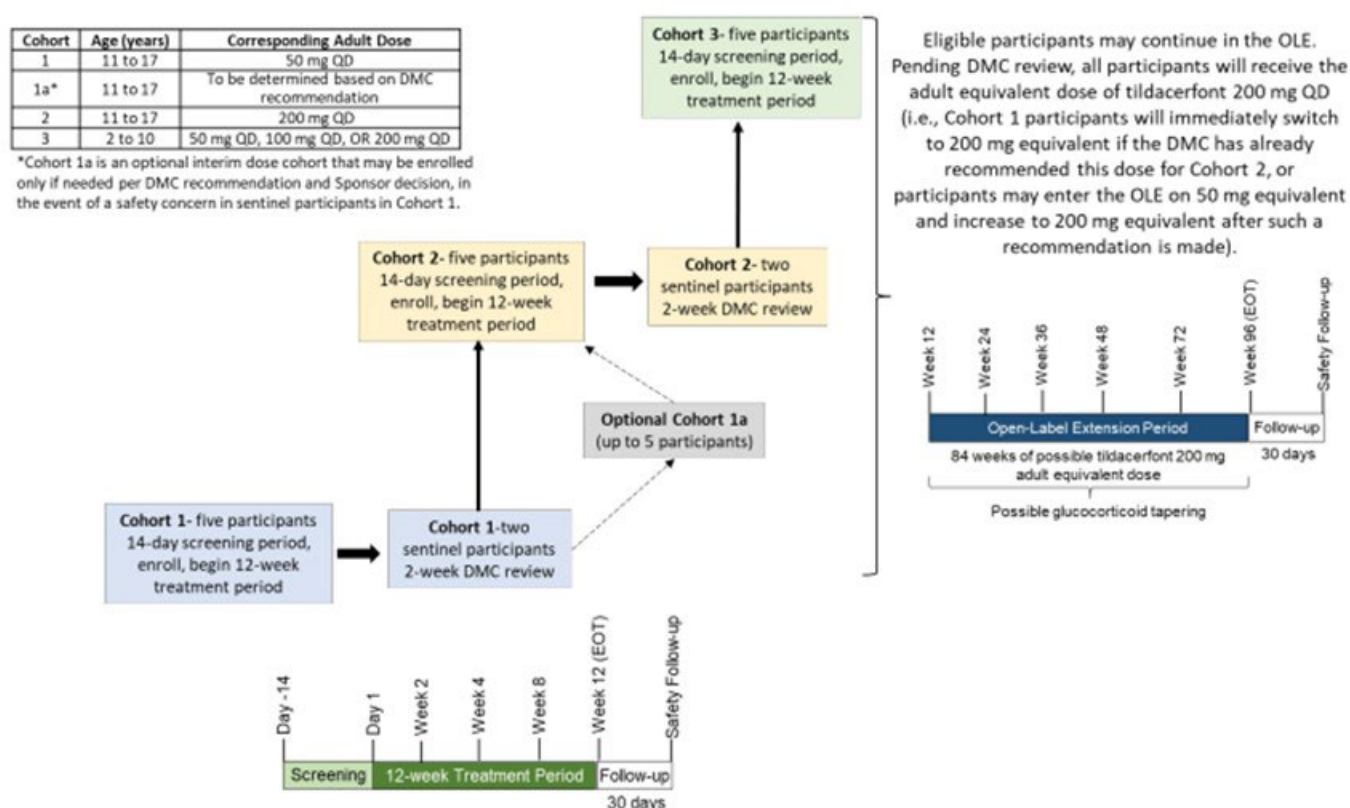 Cohort Age (years) Corresponding Adult Dose
1 11 to 17 50 mg QD
1a* 11 to 17 To be determined based on DMC
recommendation
2 11 to 17 200 mg QD
3 2 to 10 50 mg QD, 100 mg QD, OR 200 mg QD
*Cohort 1a is an optional interim dose cohort that may be enrolled
only if needed per DMC recommendation and Sponsor decision, in
the event of a safety concern in sentinel participants in Cohort 1.
Cohort 3- five participants
14-day screening period,
enroll, begin 12-week
treatment period
Eligible participants may continue in the OLE.
Pending DMC review, all participants will receive the
adult equivalent dose of tildacerfont 200 mg QD
(i.e., Cohort 1 participants will immediately switch
to 200 mg equivalent if the DMC has already
recommended this dose for Cohort 2, or
participants may enter the OLE on 50 mg equivalent
and increase to 200 mg equivalent after such a
recommendation is made).
Cohort 2- five participants
14-day screening period,
enroll, begin 12-week
treatment period
Cohort 2- two
sentinel participants
2-week DMC review
Optional Cohort 1a
(up to 5 participants)
Cohort 1- five participants
14-day screening period,
enroll, begin 12-week
treatment period
Cohort 1-two
sentinel participants
2-week DMC review
Week 12
Week 24
Week 36
Week 48
Week 72
Week 96 (EOT)
Safety Follow-up
Open-Label Extension Period
Follow-up
84 weeks of possible tildacerfont 200 mg
adult equivalent dose
30 days
Possible glucocorticoid tapering
Day -14
Day 1
Week 2
Week 4
Week 8
Week 12 (EOT)
Safety Follow-up
Screening
12-week Treatment Period
Follow-up
30 days